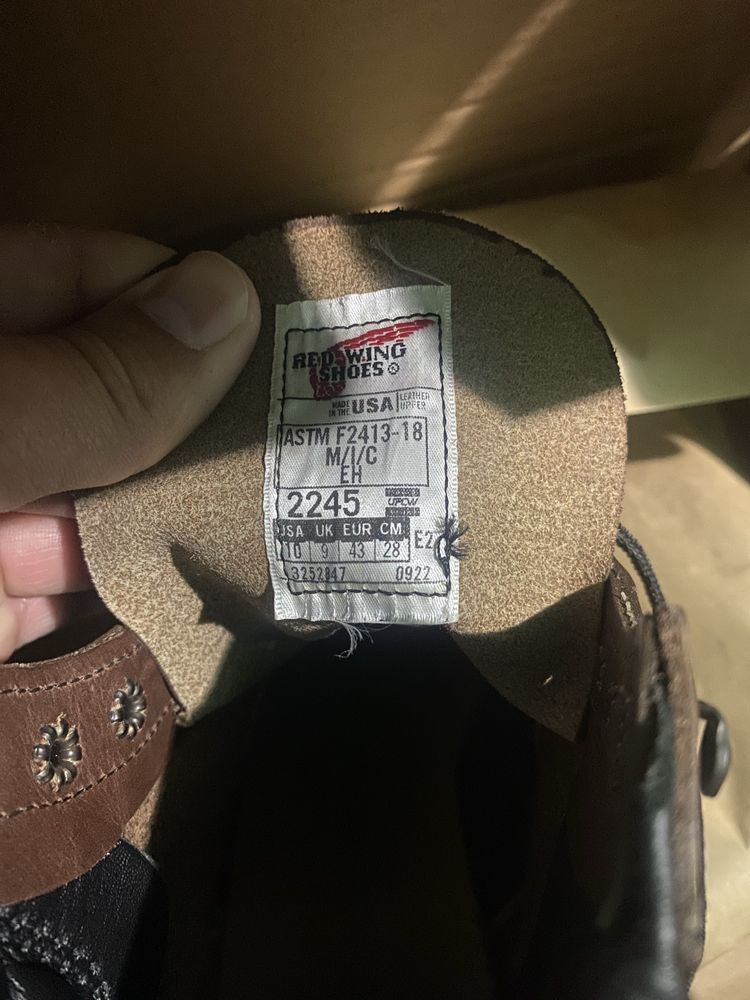 RED WING
SHOES®
MADE IN THE USA LEATHER UPPER
ASTM F2413-18
M/I/C
EH
2245 UFCW
USA UK EUR CM
10 9 43 28 E2
3252847 0922